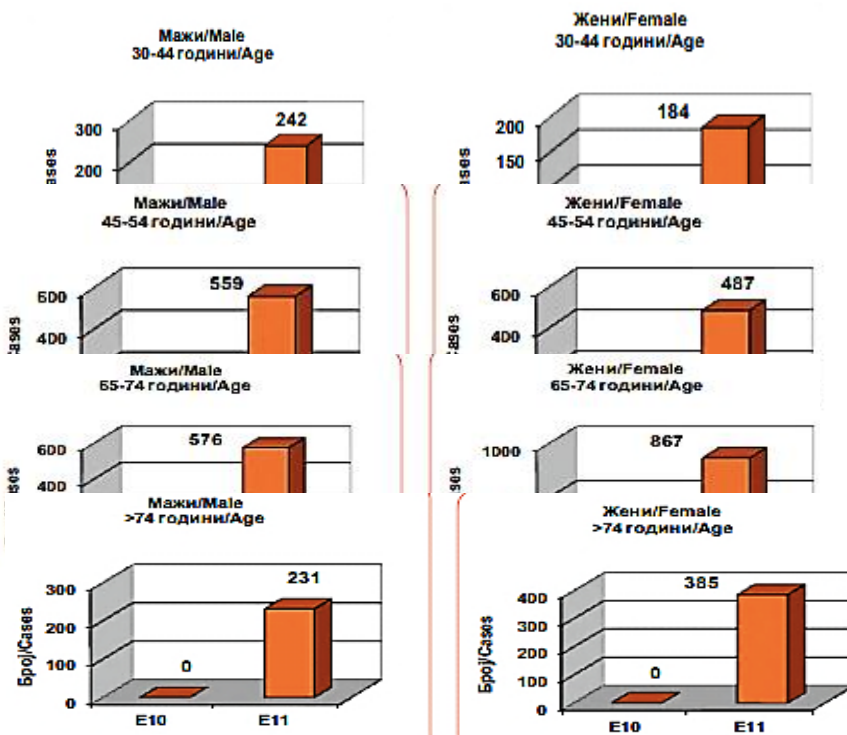 Мажи/Male
30-44 години/Age
300
242
200
Жени/Female
30-44 години/Age
200
184
150
Мажи/Male
45-54 години/Age
600
559
400
Жени/Female
45-54 години/Age
600
487
400
Мажи/Male
65-74 години/Age
600
576
400
Жени/Female
65-74 години/Age
1000
867
Мажи/Male
>74 години/Age
Број/Cases
300
231
200
100
0
0
E10 E11
Жени/Female
>74 години/Age
Број/Cases
400
385
300
200
100
0
0
E10 E11